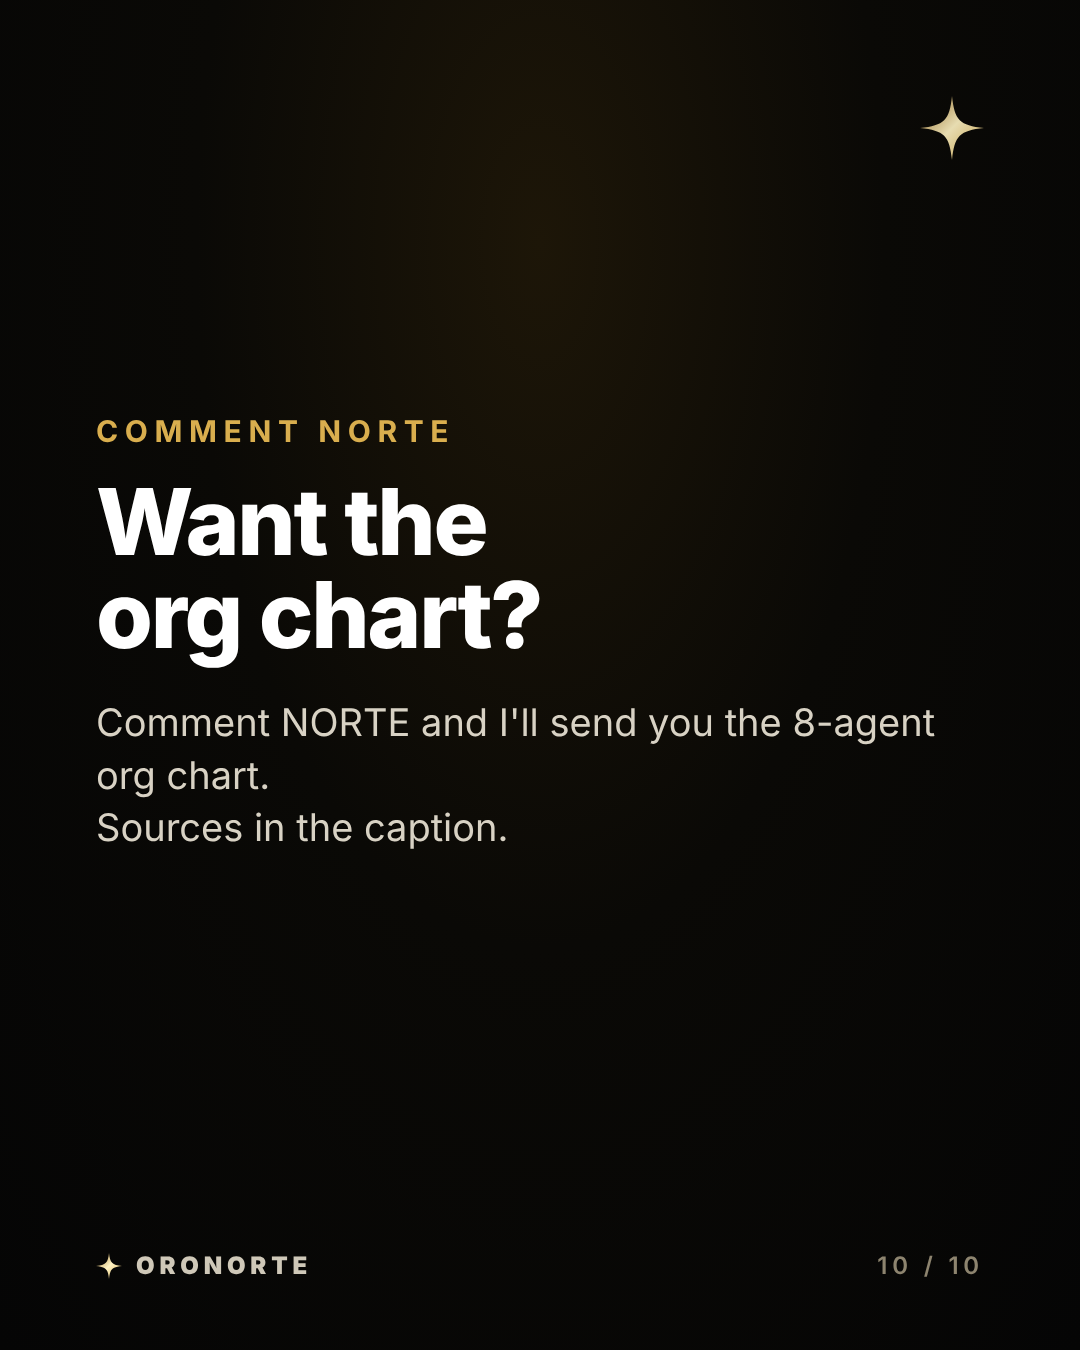 COMMENT NORTE
Want the
org chart?
Comment NORTE and I'll send you the 8-agent
org chart.
Sources in the caption.
ORONORTE
10 / 10